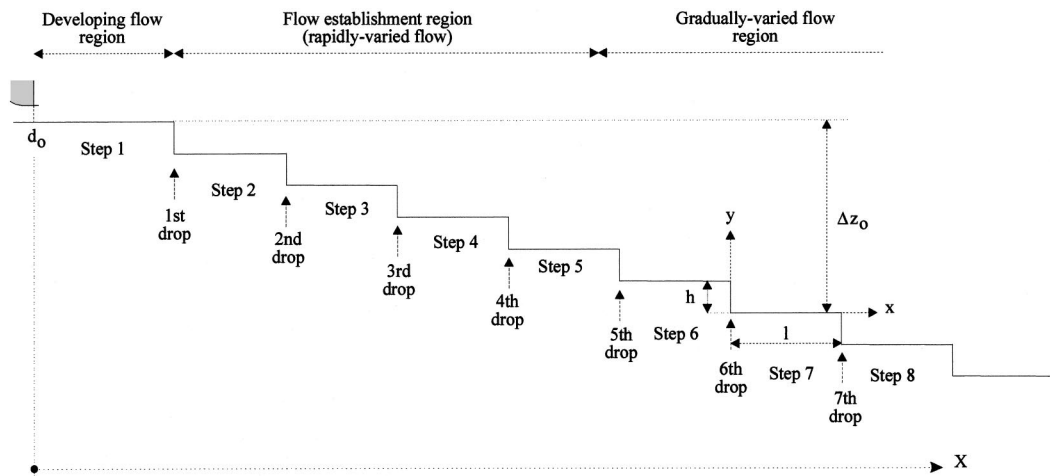 Developing flow
region
Flow establishment region
(rapidly-varied flow)
Gradually-varied flow
region
do
Step 1
Step 2
Step 3
Step 4
Step 5
Step 6
Step 7
Step 8
1st
drop
2nd
drop
3rd
drop
4th
drop
5th
drop
6th
drop
7th
drop
y
h
x
l
Δzo
X